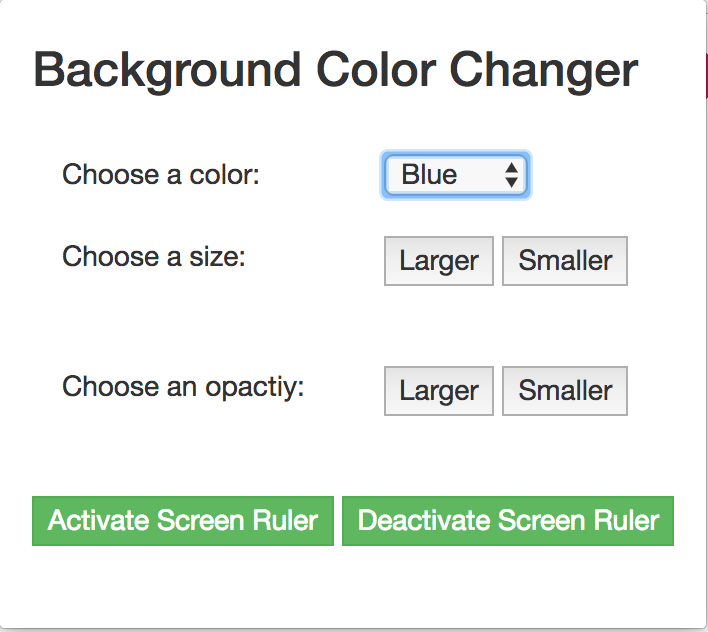 Background Color Changer
Choose a color: Blue
Choose a size: Larger Smaller
Choose an opactiy: Larger Smaller
Activate Screen Ruler Deactivate Screen Ruler